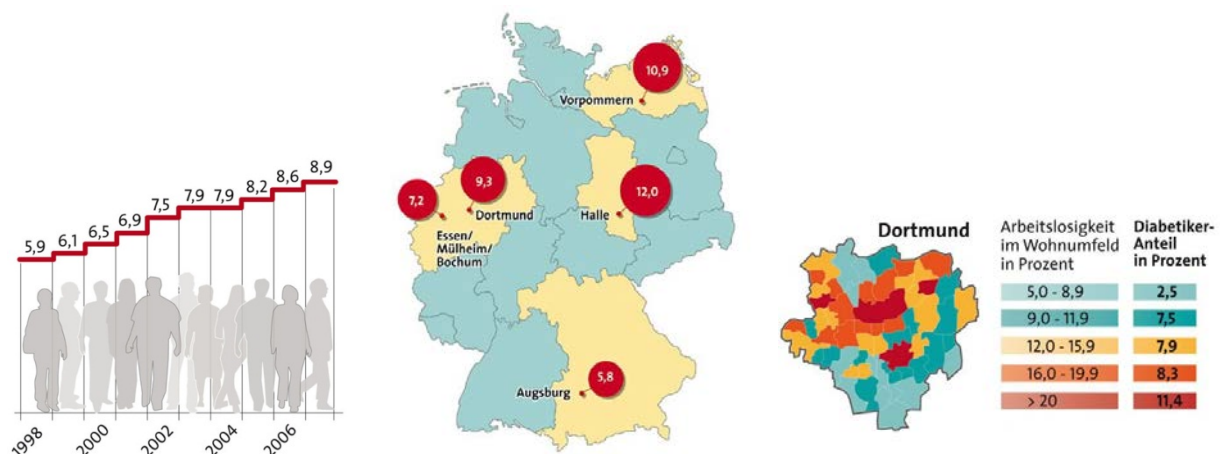 5,9
6,1
6,5
6,9
7,5
7,9
7,9
8,2
8,6
8,9
1998
2000
2002
2004
2006
10,9
Vorpommern
9,3
7,2
12,0
Dortmund
Halle
Essen/
Mülheim/
Bochum
5,8
Augsburg
Dortmund
Arbeitslosigkeit
im Wohnumfeld
in Prozent
Diabetiker-
Anteil
in Prozent
5,0 - 8,9 2,5
9,0 - 11,9 7,5
12,0 - 15,9 7,9
16,0 - 19,9 8,3
> 20 11,4